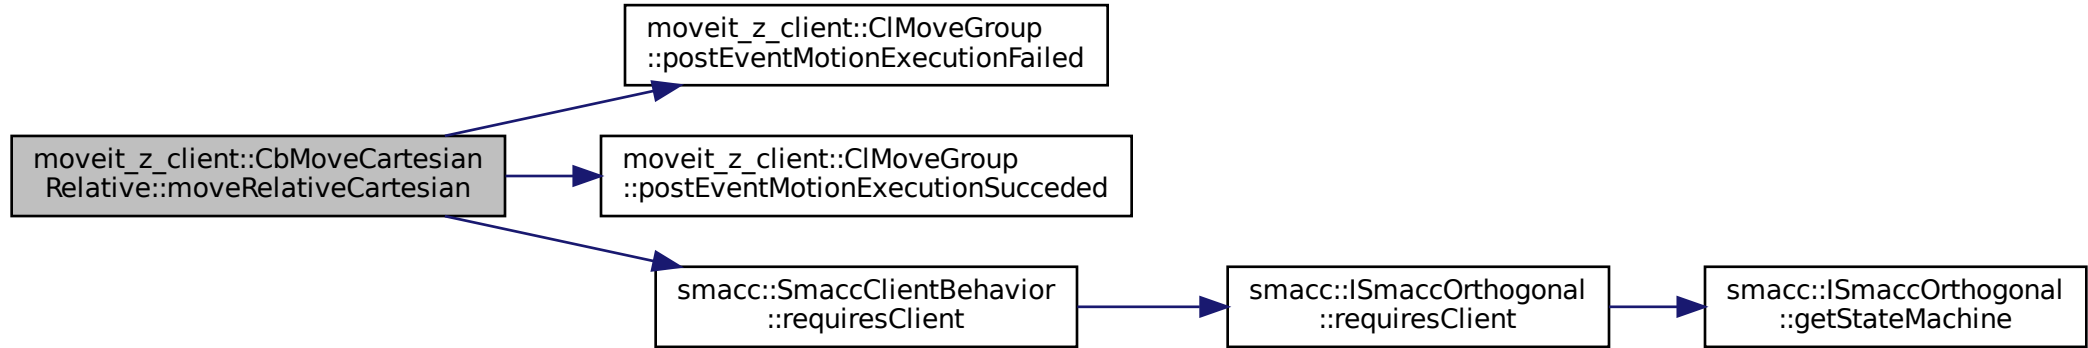 moveit_z_client::ClMoveGroup
::postEventMotionExecutionFailed
moveit_z_client::CbMoveCartesian
Relative::moveRelativeCartesian
moveit_z_client::ClMoveGroup
::postEventMotionExecutionSucceded
smacc::SmaccClientBehavior
::requiresClient
smacc::ISmaccOrthogonal
::requiresClient
smacc::ISmaccOrthogonal
::getStateMachine